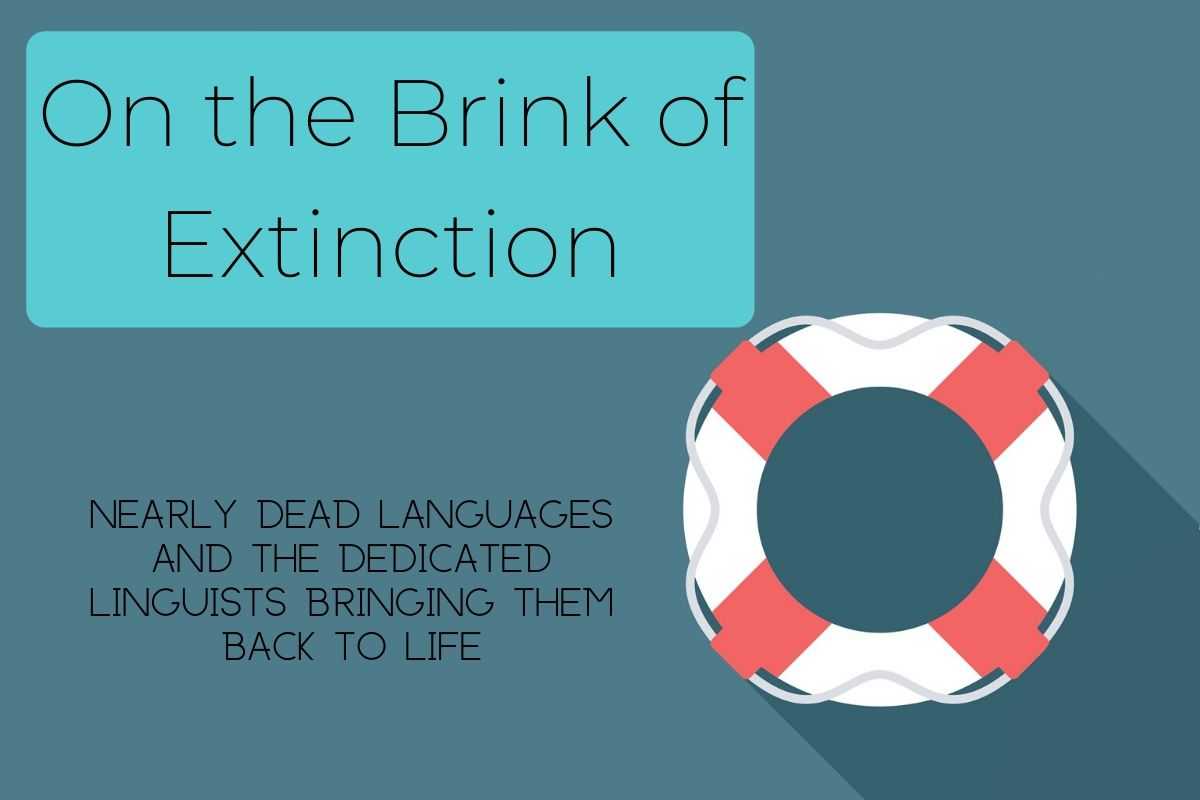 On the Brink of
Extinction
NEARLY DEAD LANGUAGES
AND THE DEDICATED
LINGUISTS BRINGING THEM
BACK TO LIFE